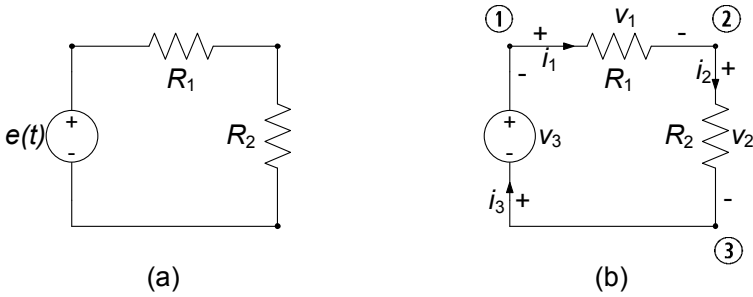 e(t)
+
-
R1
R2
(a)
1
+
v1
-
2
i1
R1
-
+
-
v3
i3
+
i2
+
R2
v2
-
3
(b)